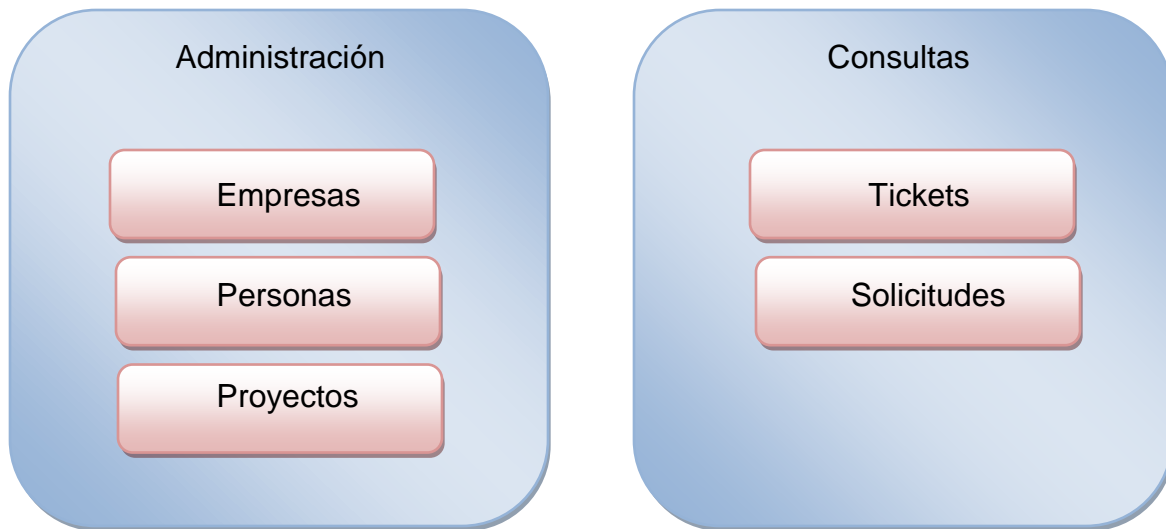 Administración
Empresas
Personas
Proyectos
Consultas
Tickets
Solicitudes